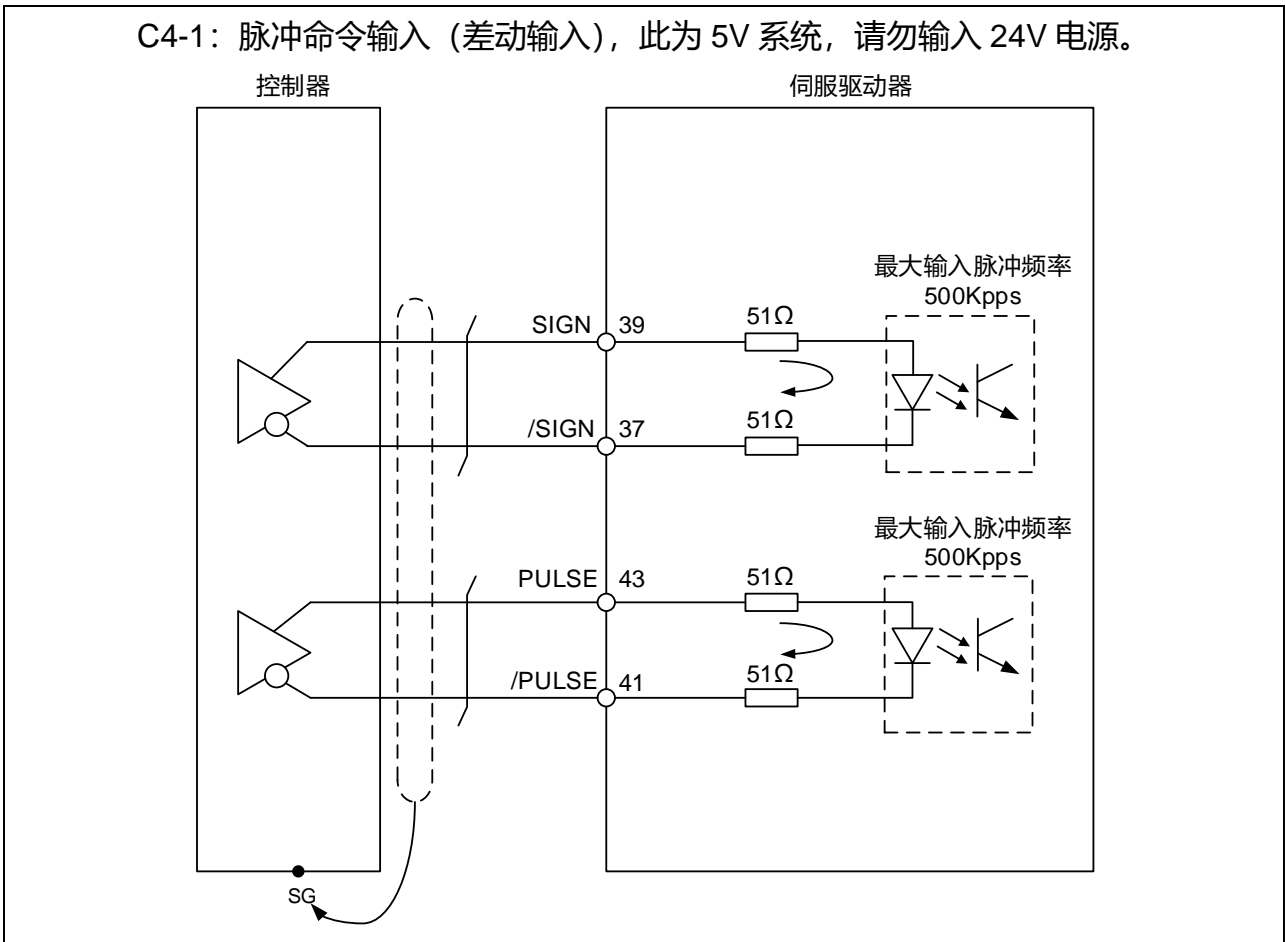 C4-1：脉冲命令输入（差动输入），此为 5V 系统，请勿输入 24V 电源。
控制器
伺服驱动器
最大输入脉冲频率
500Kpps
SIGN 39
51Ω
/SIGN 37
51Ω
最大输入脉冲频率
500Kpps
PULSE 43
51Ω
/PULSE 41
51Ω
SG